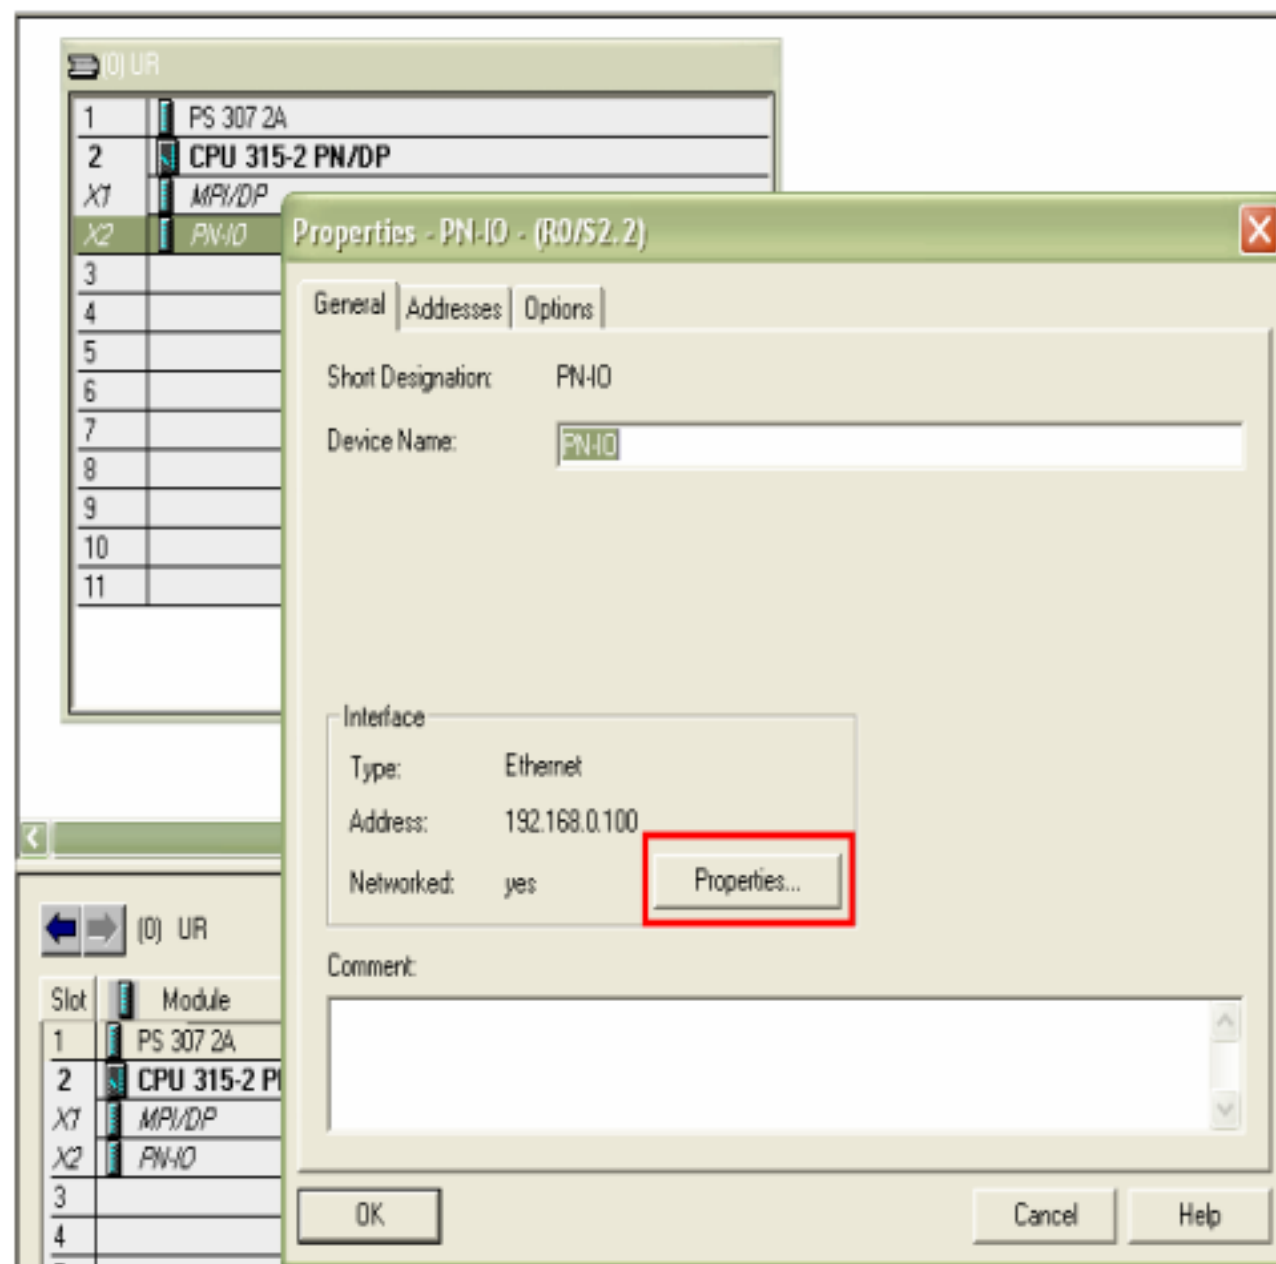 (0) UR
1 PS 307 2A
2 CPU 315-2 PN/DP
X1 MPI/DP
X2 PN-IO
3
4
5
6
7
8
9
10
11
Properties - PN-IO - (R0/S2.2)
General Addresses Options
Short Designation: PN-IO
Device Name: PN-IO
Interface
Type: Ethernet
Address: 192.168.0.100
Networked: yes Properties...
Comment:
OK Cancel Help
(0) UR
Slot Module
1 PS 307 2A
2 CPU 315-2 P
X1 MPI/DP
X2 PN-IO
3
4